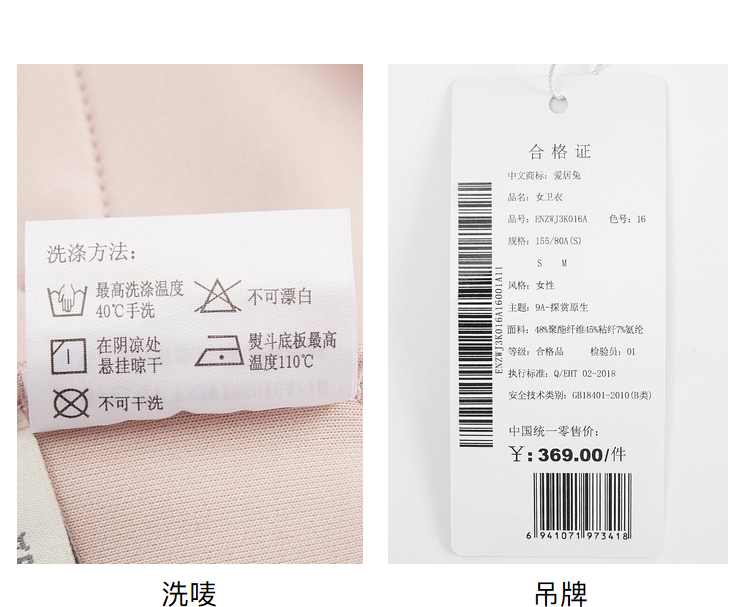 洗涤方法:
最高洗涤温度
40℃手洗
不可漂白
在阴凉处
悬挂晾干
熨斗底板最高
温度110℃
不可干洗
合格证
中文商标: 爱居兔
品名: 女卫衣
品号: ENZWJ3K016A 色号: 16
规格: 155/80A(S)
S M
风格: 女性
主题: 9A-探赏原生
面料: 48%聚酯纤维45%粘纤7%氨纶
等级: 合格品 检验员: 01
执行标准: Q/EHT 02-2018
安全技术类别: GB18401-2010(B类)
中国统一零售价:
¥: 369.00/件
ENZWJ3K016A16001A11
6 941071 973418
洗唛
吊牌